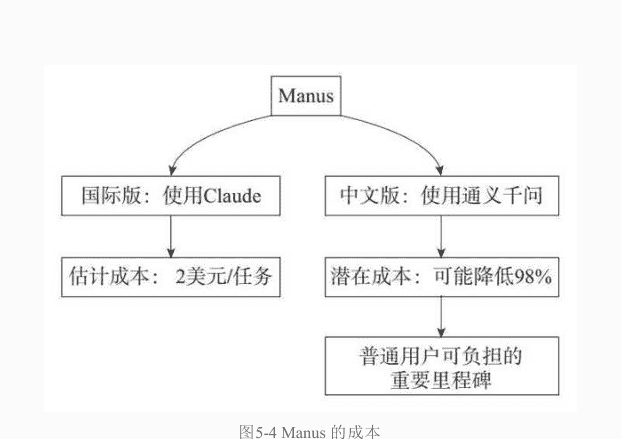 Manus
国际版：使用Claude
中文版：使用通义千问
估计成本： 2美元/任务
潜在成本：可能降低98%
普通用户可负担的
重要里程碑
图5-4 Manus 的成本